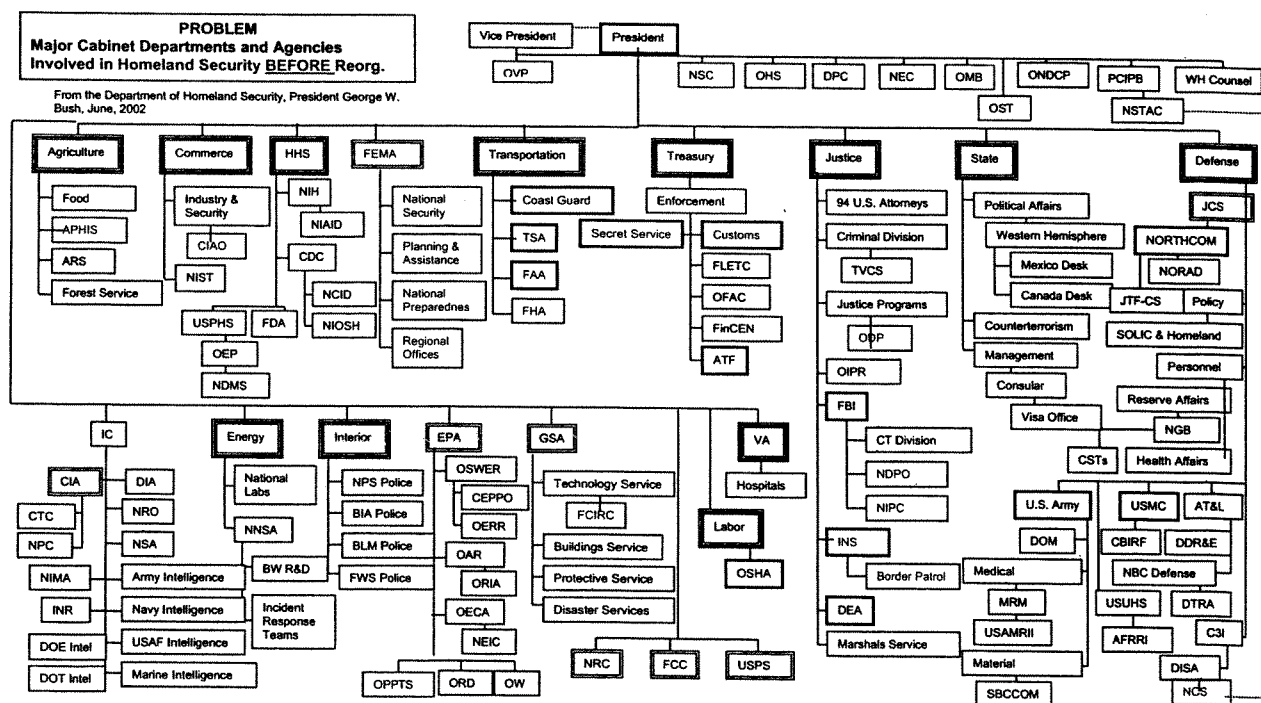 PROBLEM
Major Cabinet Departments and Agencies
Involved in Homeland Security BEFORE Reorg.
From the Department of Homeland Security, President George W.
Bush, June, 2002
Vice President
President
OVP
NSC
OHS
DPC
NEC
OMB
ONDCP
PCIPB
WH Counsel
OST
NSTAC
Agriculture
Commerce
HHS
FEMA
Transportation
Treasury
Justice
State
Defense
Food
APHIS
ARS
Forest Service
Industry &
Security
CIAO
NIST
NIH
NIAID
CDC
NCID
NIOSH
USPHS
FDA
OEP
NDMS
National
Security
Planning &
Assistance
National
Preparednes
Regional
Offices
Coast Guard
TSA
FAA
FHA
Enforcement
Secret Service
Customs
FLETC
OFAC
FinCEN
ATF
94 U.S. Attorneys
Criminal Division
TVCS
Justice Programs
ODP
OIPR
FBI
CT Division
NDPO
NIPC
INS
Border Patrol
DEA
Marshals Service
Political Affairs
Western Hemisphere
Mexico Desk
Canada Desk
Counterterrorism
Management
Consular
Visa Office
JCS
NORTHCOM
NORAD
JTF-CS
Policy
SOLIC & Homeland
Personnel
Reserve Affairs
NGB
CSTs
Health Affairs
U.S. Army
USMC
AT&L
DOM
CBIRF
DDR&E
Medical
NBC Defense
MRM
USUHS
DTRA
USAMRII
AFRRI
C3I
Material
DISA
SBCCOM
NCS
IC
Energy
Interior
EPA
GSA
VA
Hospitals
Labor
OSHA
CIA
CTC
NPC
DIA
NRO
NSA
NIMA
Army Intelligence
INR
Navy Intelligence
DOE Intel
USAF Intelligence
DOT Intel
Marine Intelligence
National
Labs
NNSA
BW R&D
Incident
Response
Teams
NPS Police
BIA Police
BLM Police
FWS Police
OSWER
CEPPO
OERR
OAR
ORIA
OECA
NEIC
OPPTS
ORD
OW
Technology Service
FCIRC
Buildings Service
Protective Service
Disaster Services
NRC
FCC
USPS